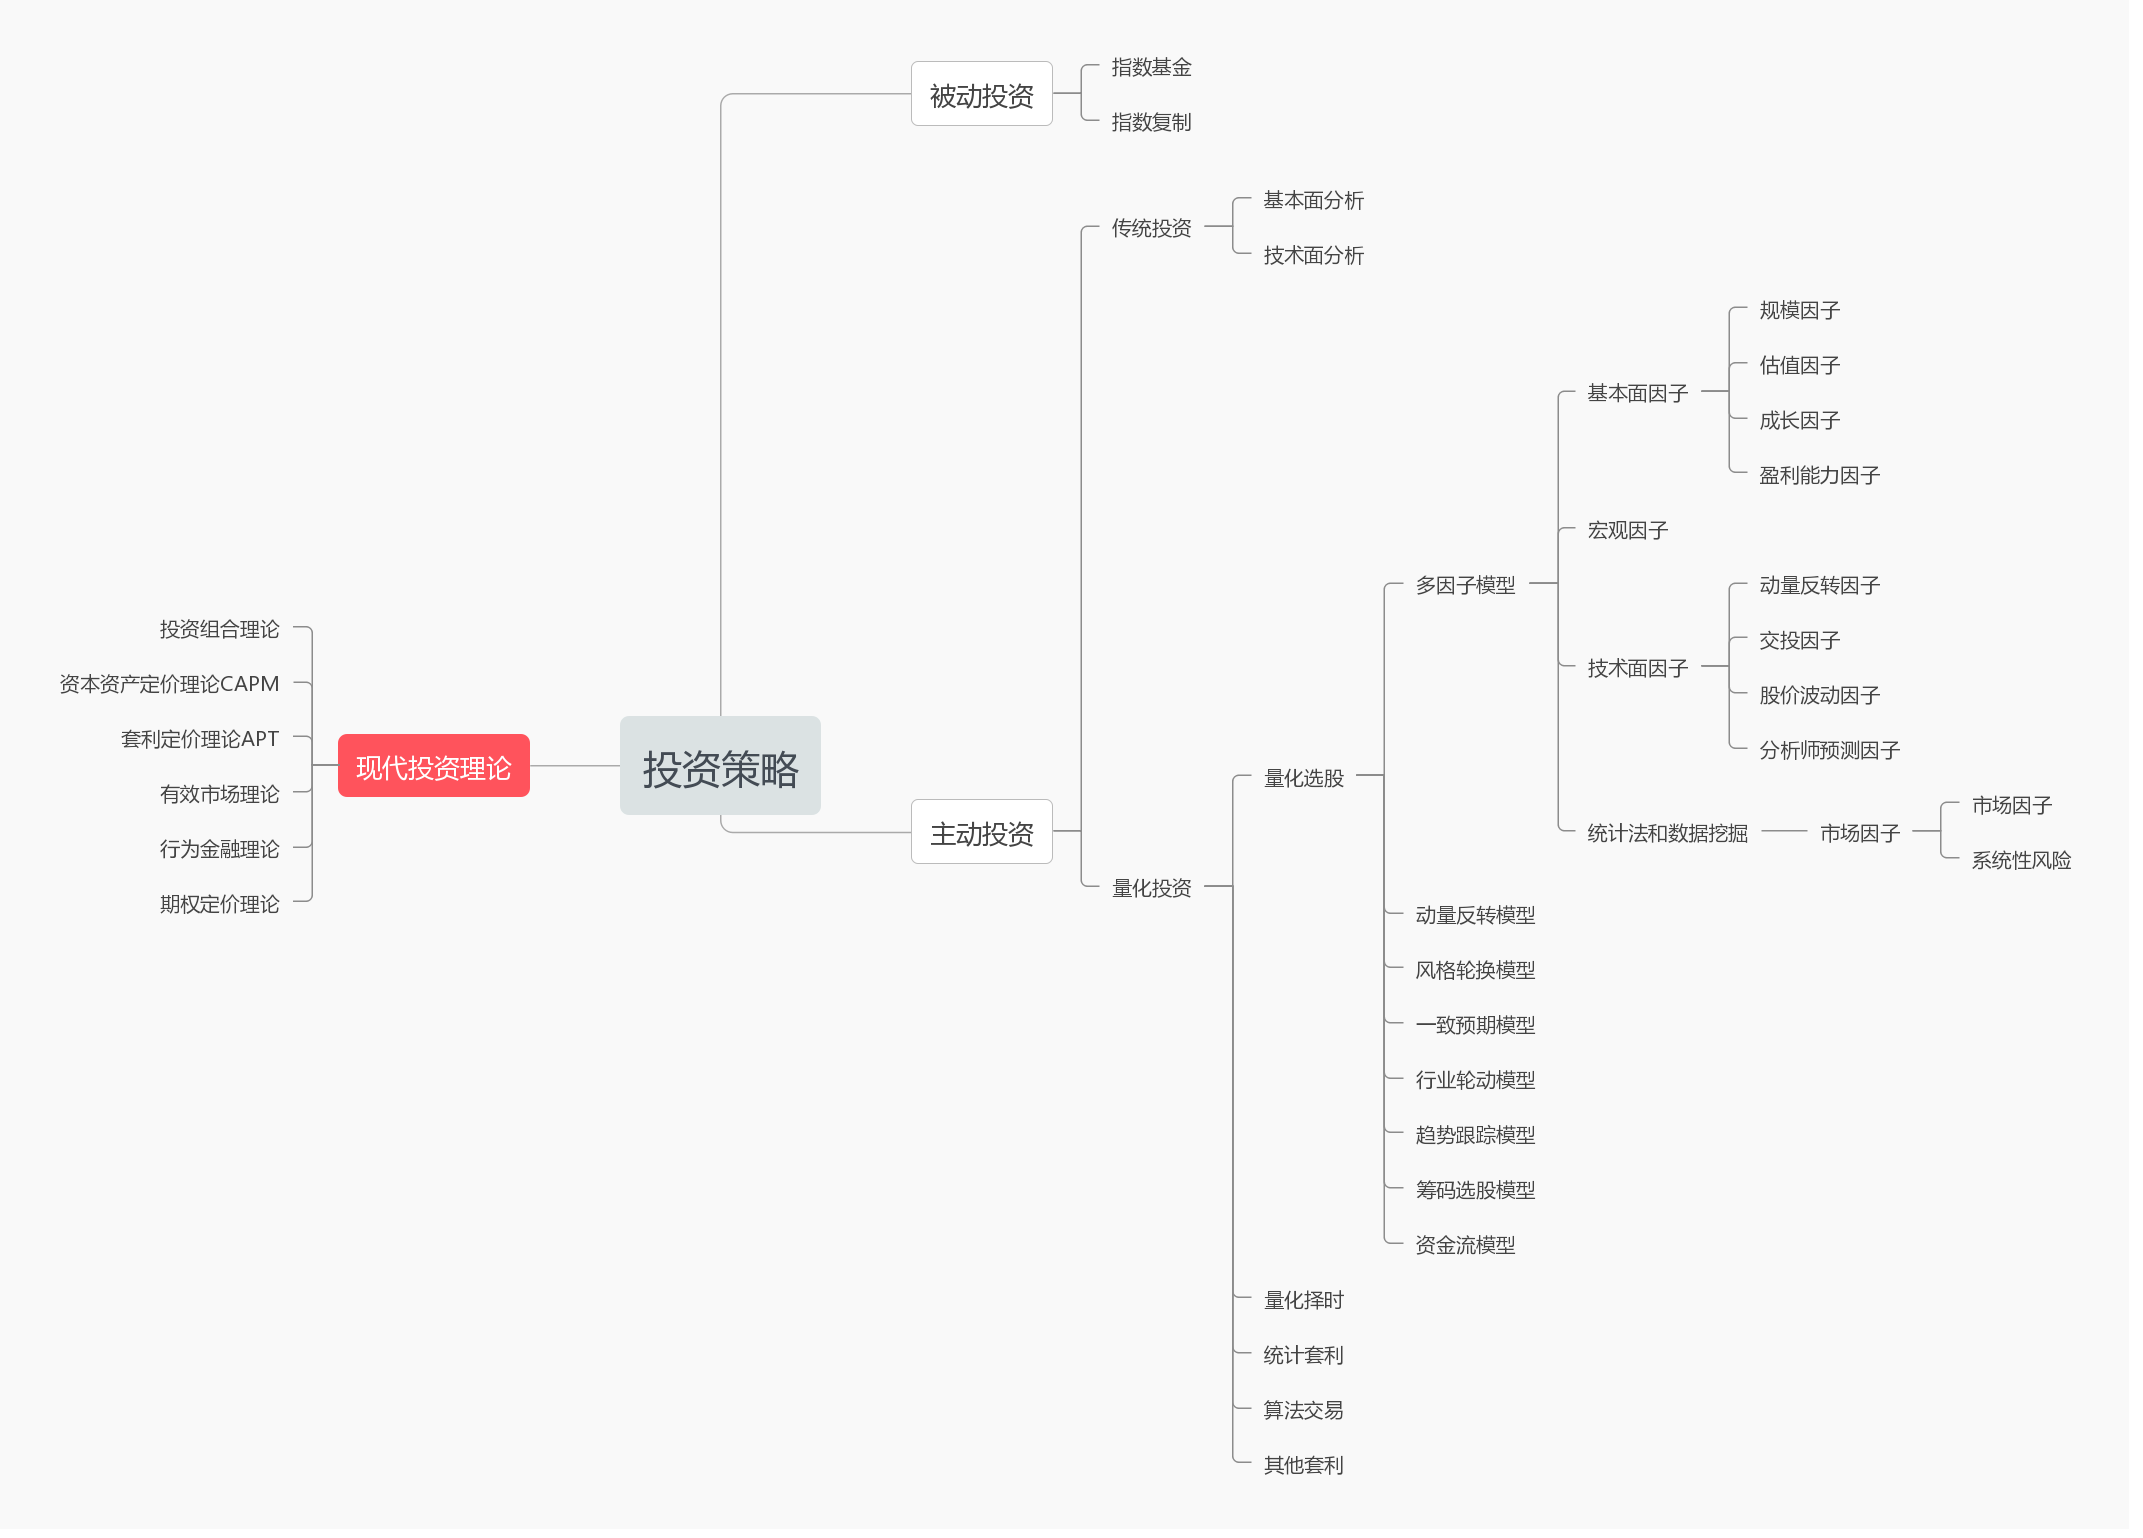 投资策略
现代投资理论
投资组合理论
资本资产定价理论CAPM
套利定价理论APT
有效市场理论
行为金融理论
期权定价理论
被动投资
指数基金
指数复制
主动投资
传统投资
基本面分析
技术面分析
量化投资
量化选股
多因子模型
基本面因子
规模因子
估值因子
成长因子
盈利能力因子
宏观因子
技术面因子
动量反转因子
交投因子
股价波动因子
分析师预测因子
统计法和数据挖掘
市场因子
市场因子
系统性风险
动量反转模型
风格轮换模型
一致预期模型
行业轮动模型
趋势跟踪模型
筹码选股模型
资金流模型
量化择时
统计套利
算法交易
其他套利